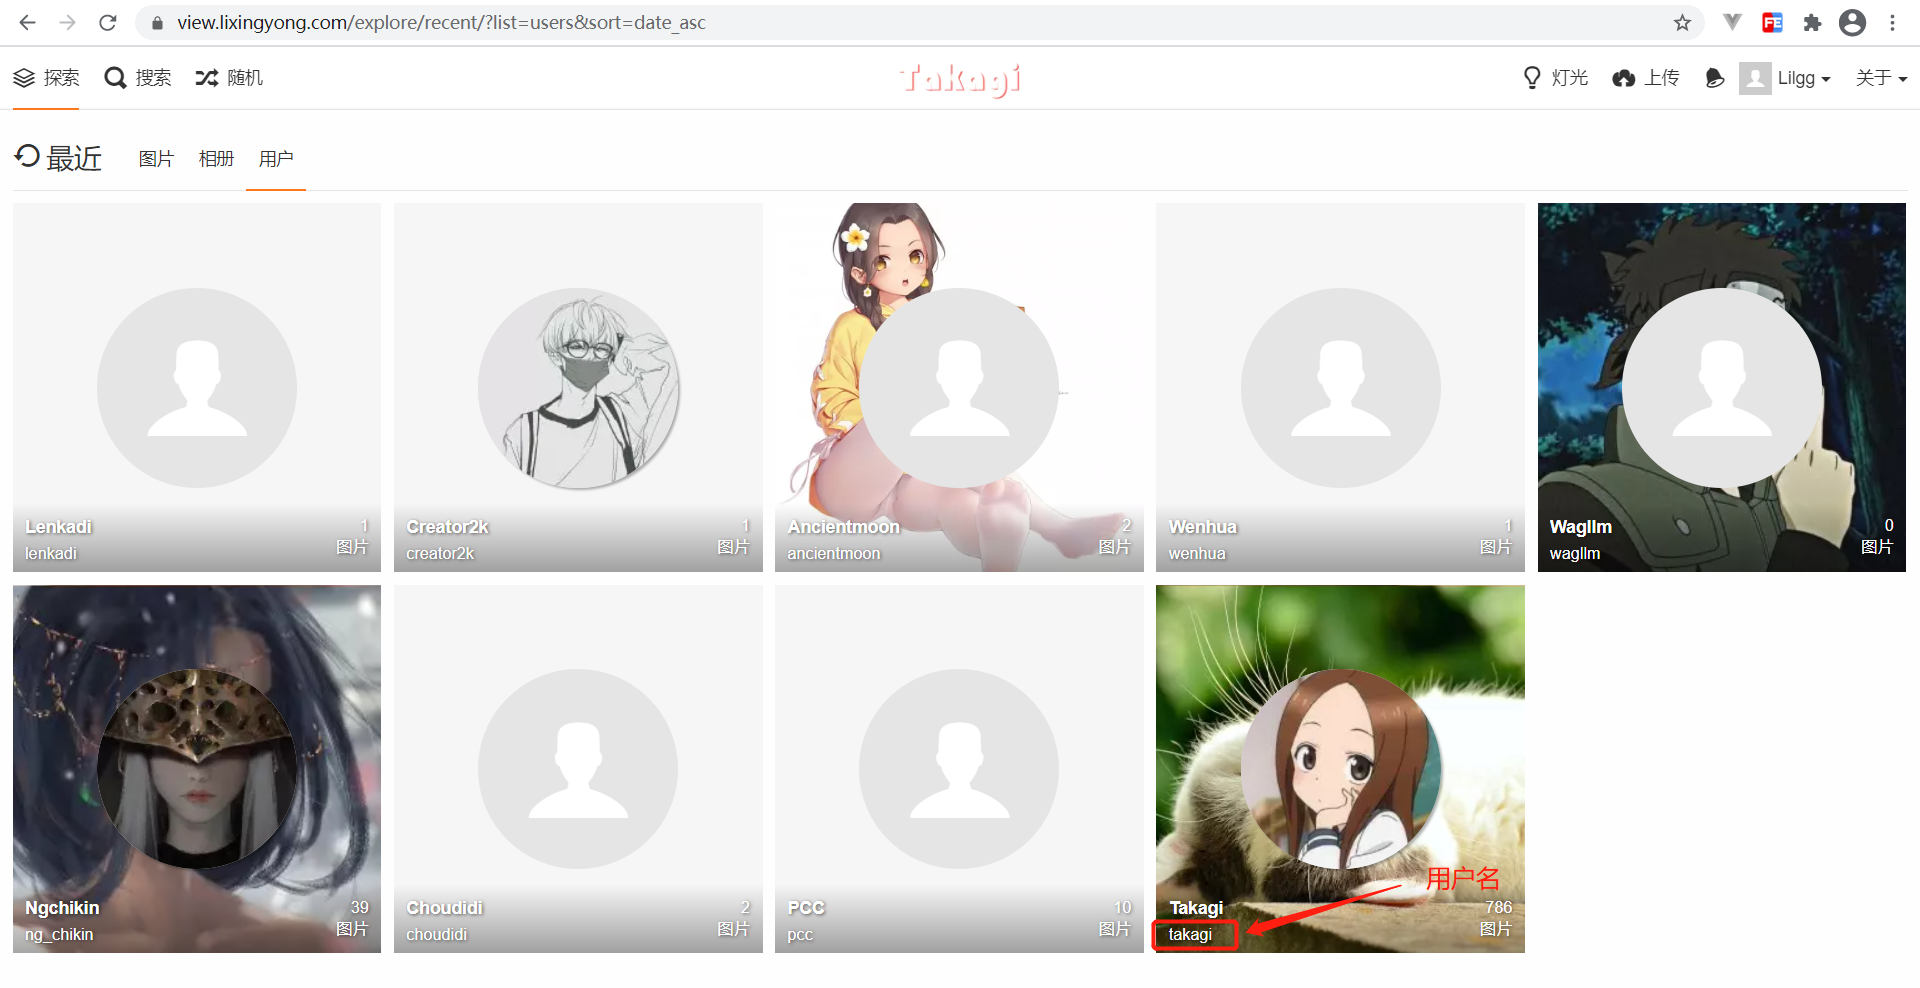 view.lixingyong.com/explore/recent/?list=users&sort=date_asc
FE
探索 搜索 随机 Takagi 灯光 上传 Lilgg 关于
最近 图片 相册 用户
Lenkadi 1
lenkadi 图片
Creator2k 1
creator2k 图片
Ancientmoon 2
ancientmoon 图片
Wenhua 1
wenhua 图片
Wagllm 0
wagllm 图片
Ngchikin 39
ng_chikin 图片
Choudidi 2
choudidi 图片
PCC 10
pcc 图片
用户名
Takagi 786
takagi 图片